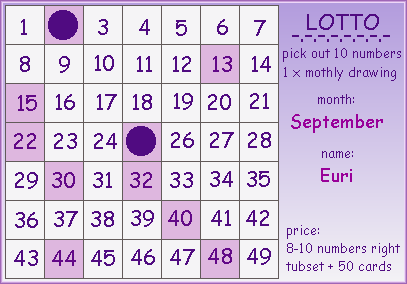 1 3 4 5 6 7
8 9 10 11 12 13 14
15 16 17 18 19 20 21
22 23 24 26 27 28
29 30 31 32 33 34 35
36 37 38 39 40 41 42
43 44 45 46 47 48 49
LOTTO
pick out 10 numbers
1 x mothly drawing
month:
September
name:
Euri
price:
8-10 numbers right
tubset + 50 cards